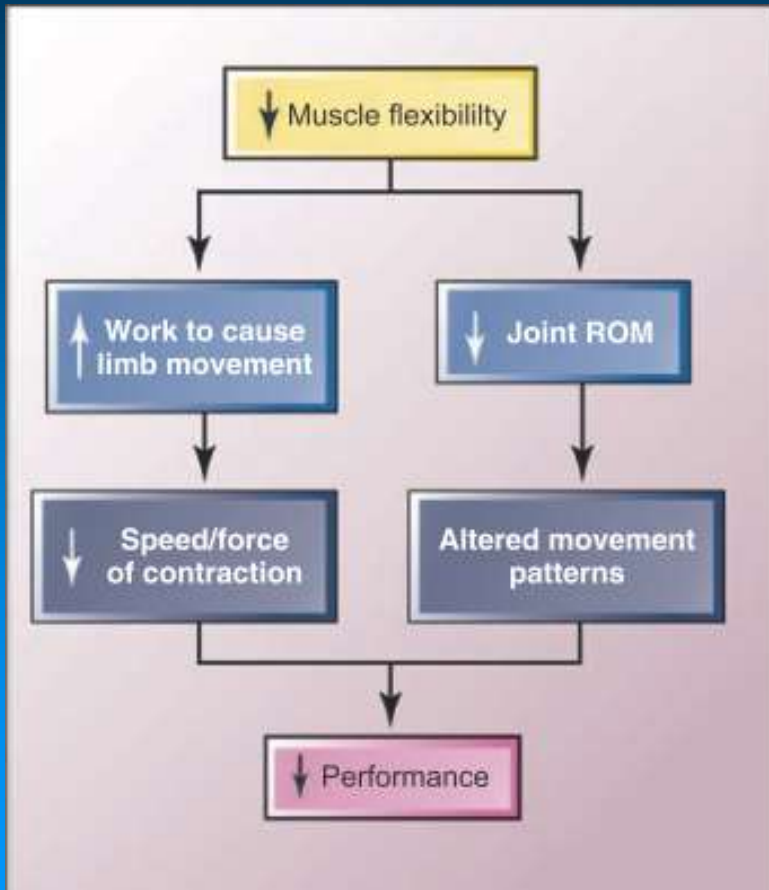 ↓ Muscle flexibililty
↑ Work to cause
limb movement
↓ Joint ROM
↓ Speed/force
of contraction
Altered movement
patterns
↓ Performance